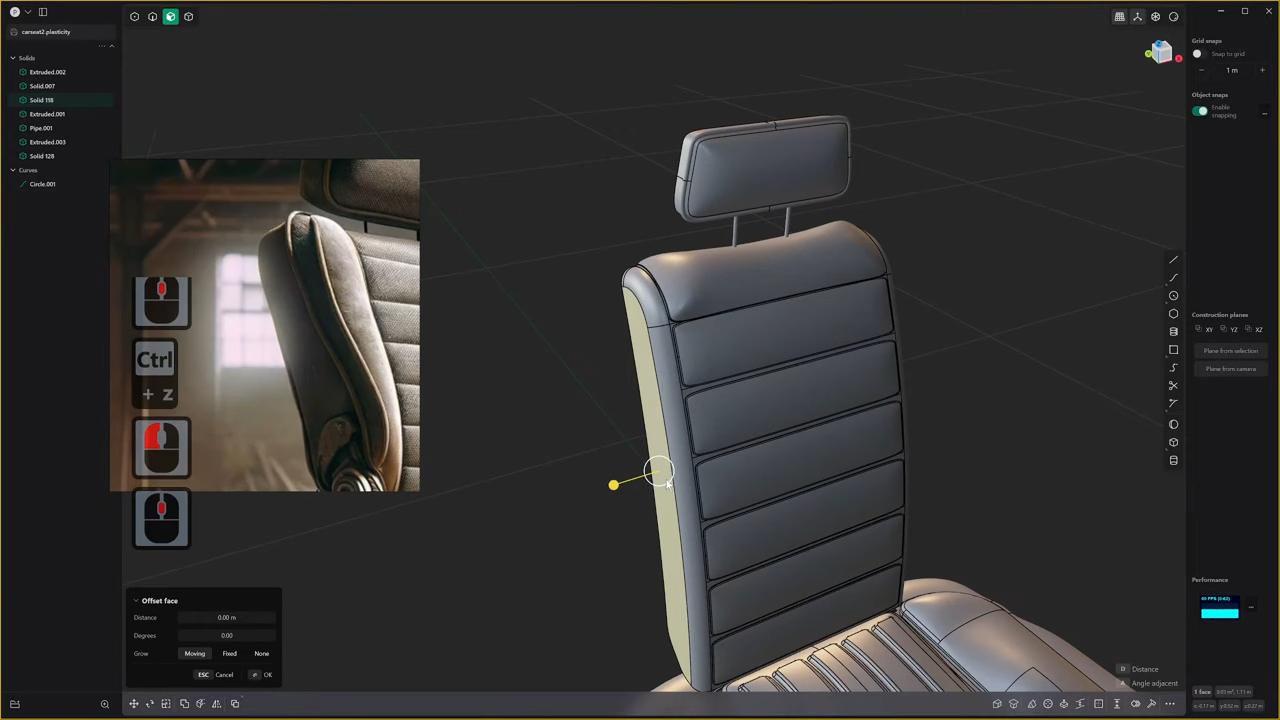 P
carseat2.plasticity
Solids
Extruded.002
Solid.007
Solid 118
Extruded.001
Pipe.001
Extruded.003
Solid 128
Curves
Circle.001
Ctrl
+ z
Offset face
Distance 0.00 m
Degrees 0.00
Grow Moving Fixed None
ESC Cancel OK
Grid snaps
Snap to grid
1 m
Object snaps
Enable snapping
Construction planes
XY YZ XZ
Plane from selection
Plane from camera
Performance
D Distance
A Angle adjacent
1 face